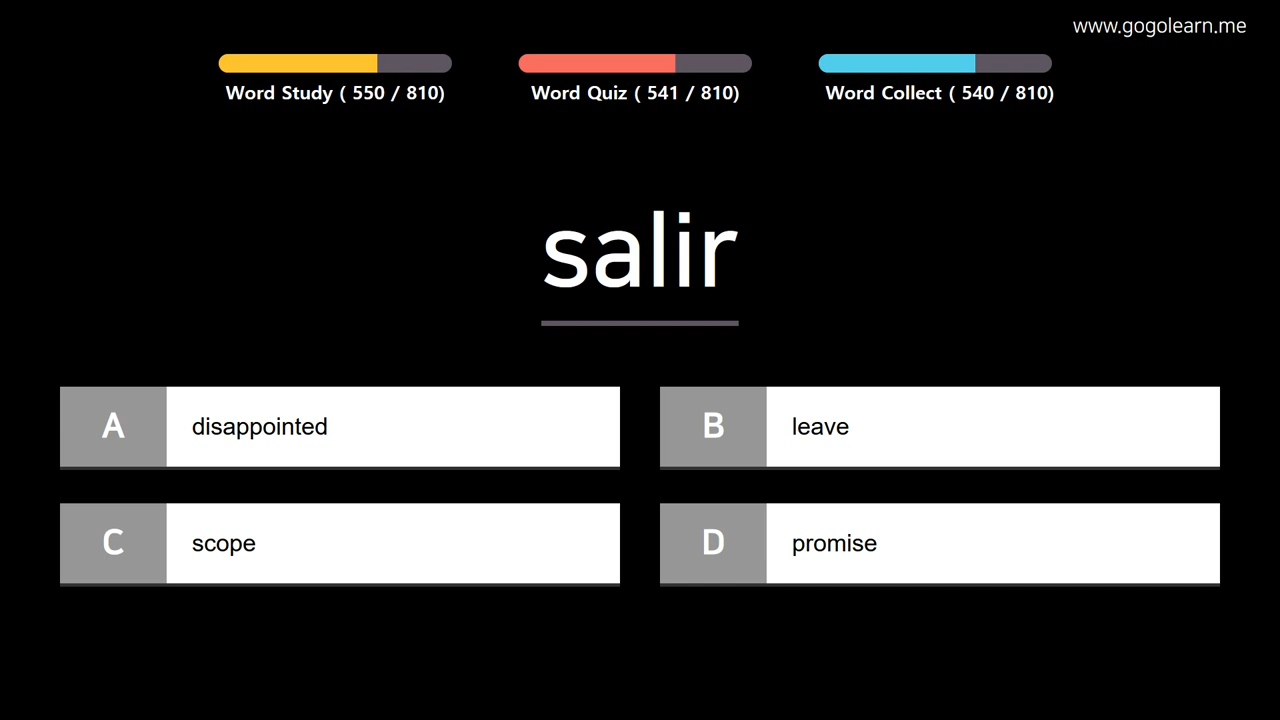 www.gogolearn.me
Word Study ( 550 / 810)
Word Quiz ( 541 / 810)
Word Collect ( 540 / 810)
salir
A disappointed
B leave
C scope
D promise